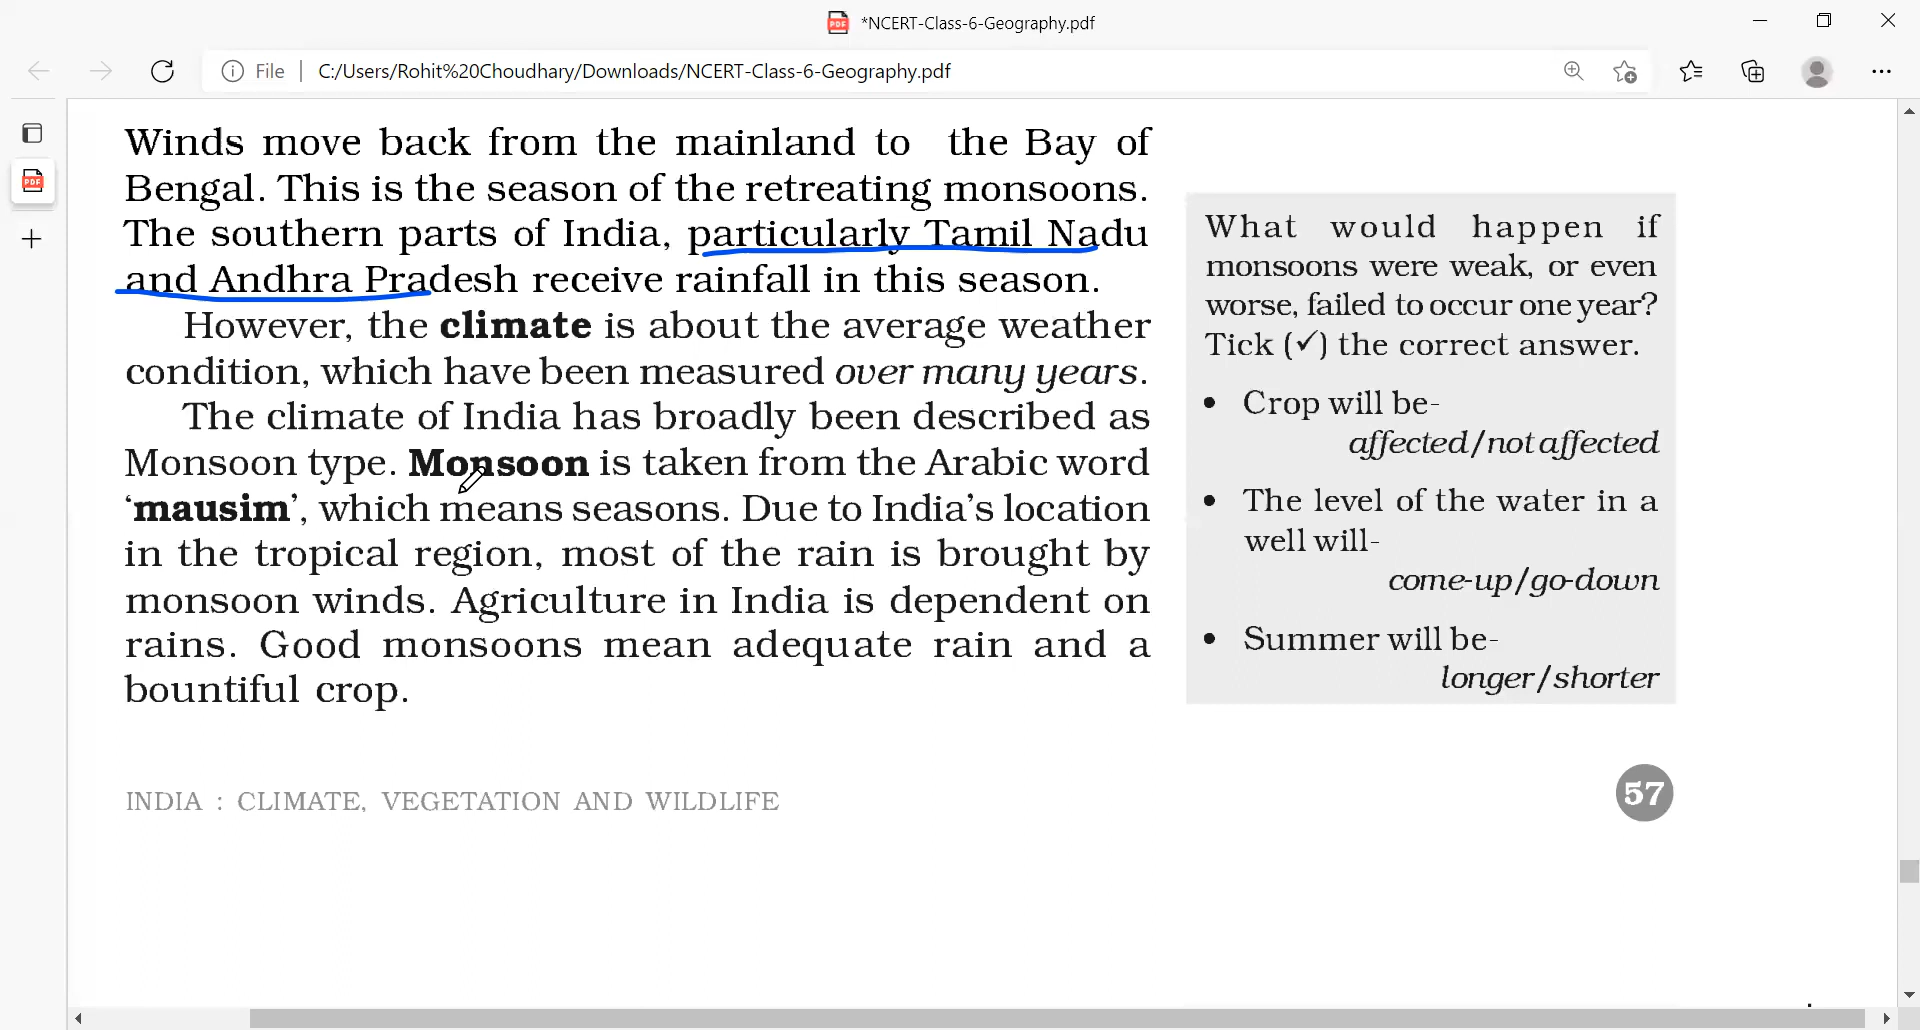 *NCERT-Class-6-Geography.pdf
File | C:/Users/Rohit%20Choudhary/Downloads/NCERT-Class-6-Geography.pdf
Winds move back from the mainland to the Bay of
Bengal. This is the season of the retreating monsoons.
The southern parts of India, particularly Tamil Nadu
and Andhra Pradesh receive rainfall in this season.
However, the climate is about the average weather
condition, which have been measured over many years.
The climate of India has broadly been described as
Monsoon type. Monsoon is taken from the Arabic word
‘mausim’, which means seasons. Due to India’s location
in the tropical region, most of the rain is brought by
monsoon winds. Agriculture in India is dependent on
rains. Good monsoons mean adequate rain and a
bountiful crop.
What would happen if
monsoons were weak, or even
worse, failed to occur one year?
Tick (✓) the correct answer.
• Crop will be-
affected/not affected
• The level of the water in a
well will-
come-up/go-down
• Summer will be-
longer/shorter
INDIA : CLIMATE, VEGETATION AND WILDLIFE
57